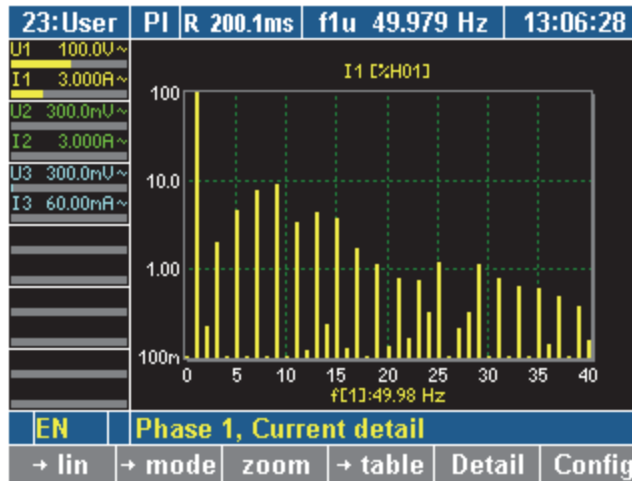 23:User PI R 200.1ms f1u 49.979 Hz 13:06:28
U1 100.0V~
I1 3.000A~
U2 300.0mV~
I2 3.000A~
U3 300.0mV~
I3 60.00mA~
I1 [%H01]
100
10.0
1.00
100m
0 5 10 15 20 25 30 35 40
f[1]:49.98 Hz
EN Phase 1, Current detail
→ lin → mode zoom → table Detail Config